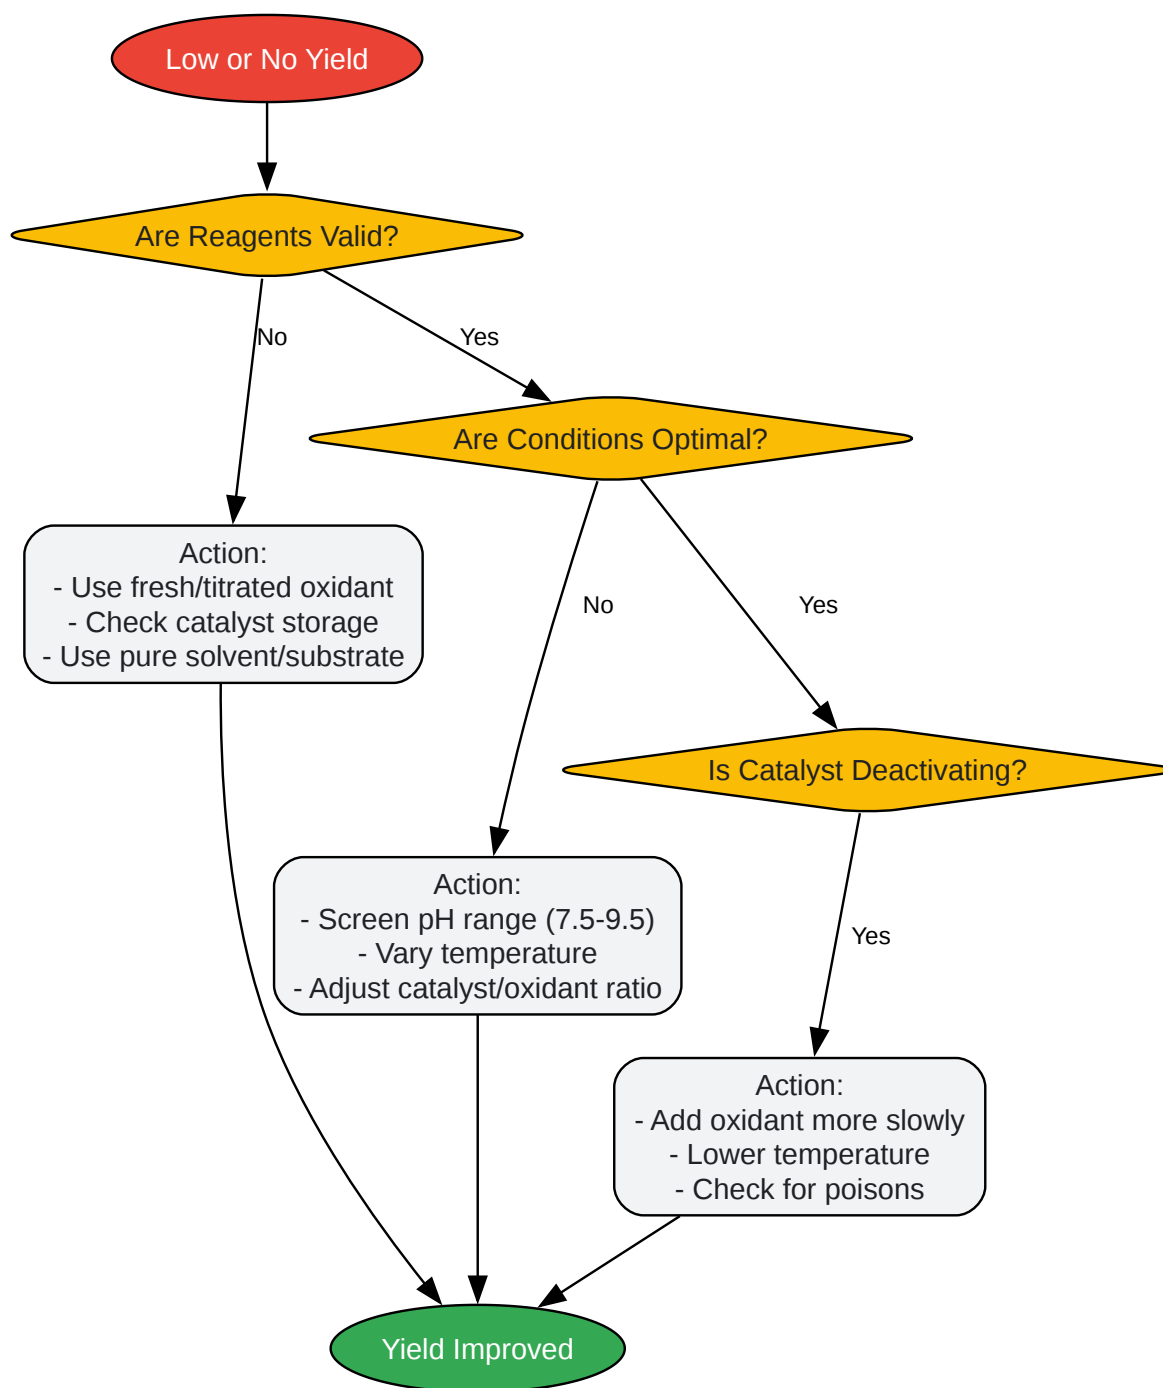 Low or No Yield
Are Reagents Valid?
No
Yes
Are Conditions Optimal?
Action:
- Use fresh/titrated oxidant
- Check catalyst storage
- Use pure solvent/substrate
No
Yes
Is Catalyst Deactivating?
Action:
- Screen pH range (7.5-9.5)
- Vary temperature
- Adjust catalyst/oxidant ratio
Yes
Action:
- Add oxidant more slowly
- Lower temperature
- Check for poisons
Yield Improved